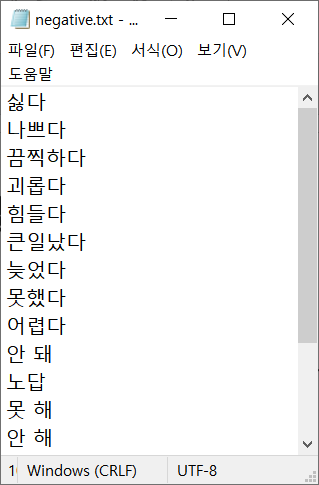 negative.txt - ...
파일(F) 편집(E) 서식(O) 보기(V)
도움말
싫다
나쁘다
끔찍하다
괴롭다
힘들다
큰일났다
늦었다
못했다
어렵다
안 돼
노답
못 해
안 해
Windows (CRLF) UTF-8